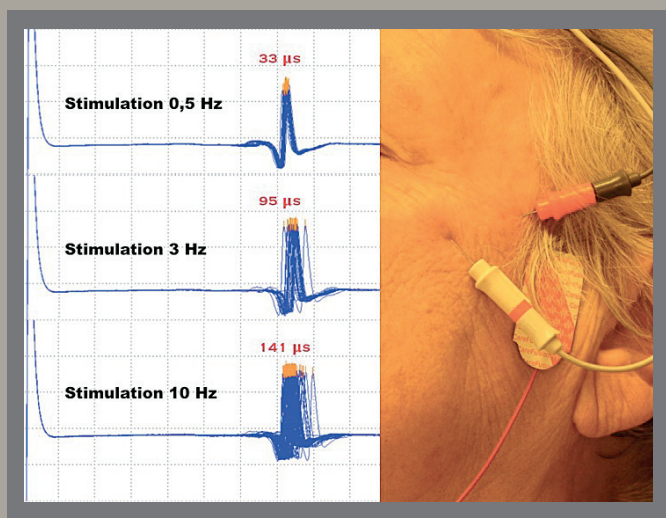 33 µs
Stimulation 0,5 Hz
95 µs
Stimulation 3 Hz
141 µs
Stimulation 10 Hz